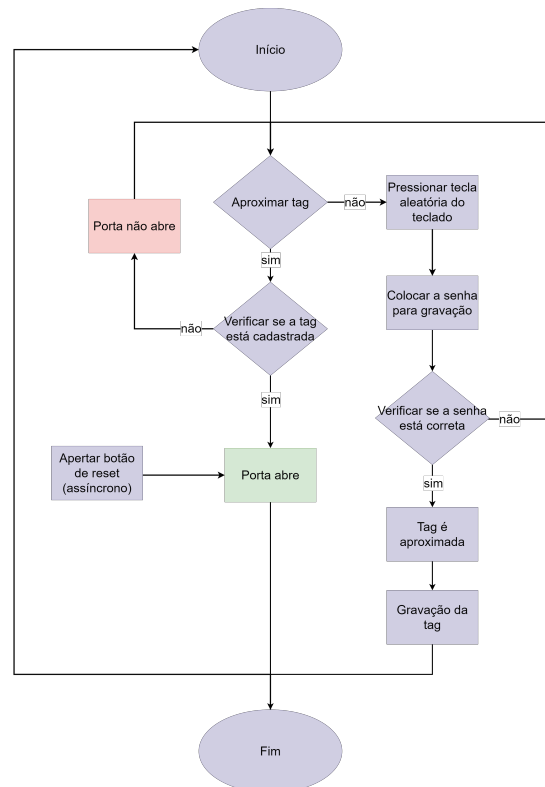 Início
Aproximar tag
não
Pressionar tecla
aleatória do
teclado
Porta não abre
sim
Colocar a senha
para gravação
não
Verificar se a tag
está cadastrada
sim
Verificar se a senha
está correta
não
Apertar botão
de reset
(assíncrono)
Porta abre
sim
Tag é
aproximada
Gravação da
tag
Fim